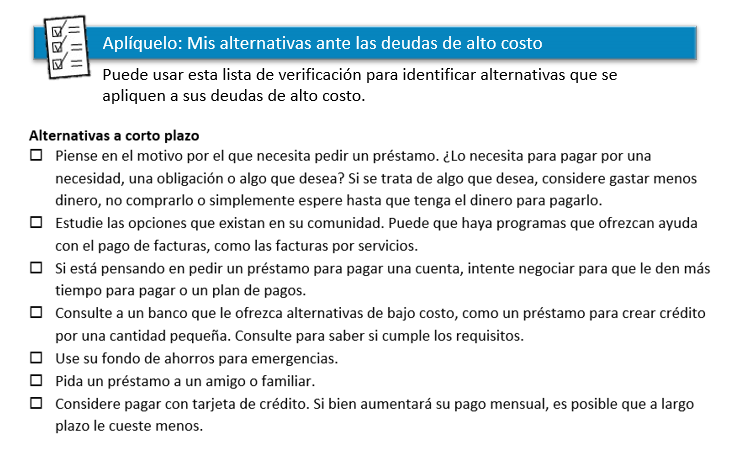 Aplíquelo: Mis alternativas ante las deudas de alto costo
Puede usar esta lista de verificación para identificar alternativas que se
apliquen a sus deudas de alto costo.
Alternativas a corto plazo
Piense en el motivo por el que necesita pedir un préstamo. ¿Lo necesita para pagar por una
necesidad, una obligación o algo que desea? Si se trata de algo que desea, considere gastar menos
dinero, no comprarlo o simplemente espere hasta que tenga el dinero para pagarlo.
Estudie las opciones que existan en su comunidad. Puede que haya programas que ofrezcan ayuda
con el pago de facturas, como las facturas por servicios.
Si está pensando en pedir un préstamo para pagar una cuenta, intente negociar para que le den más
tiempo para pagar o un plan de pagos.
Consulte a un banco que le ofrezca alternativas de bajo costo, como un préstamo para crear crédito
por una cantidad pequeña. Consulte para saber si cumple los requisitos.
Use su fondo de ahorros para emergencias.
Pida un préstamo a un amigo o familiar.
Considere pagar con tarjeta de crédito. Si bien aumentará su pago mensual, es posible que a largo
plazo le cueste menos.